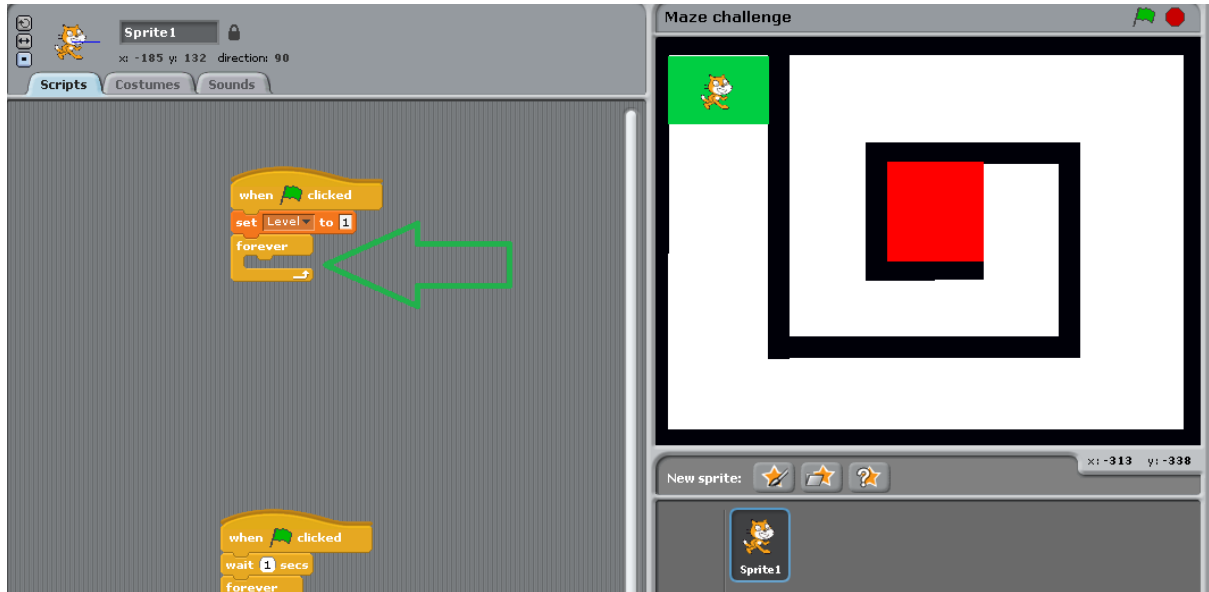 Sprite1
x: -185 y: 132 direction: 90
Scripts Costumes Sounds
when clicked
set Level to 1
forever
when clicked
wait 1 secs
forever
Maze challenge
x: -313 y: -338
New sprite:
Sprite1